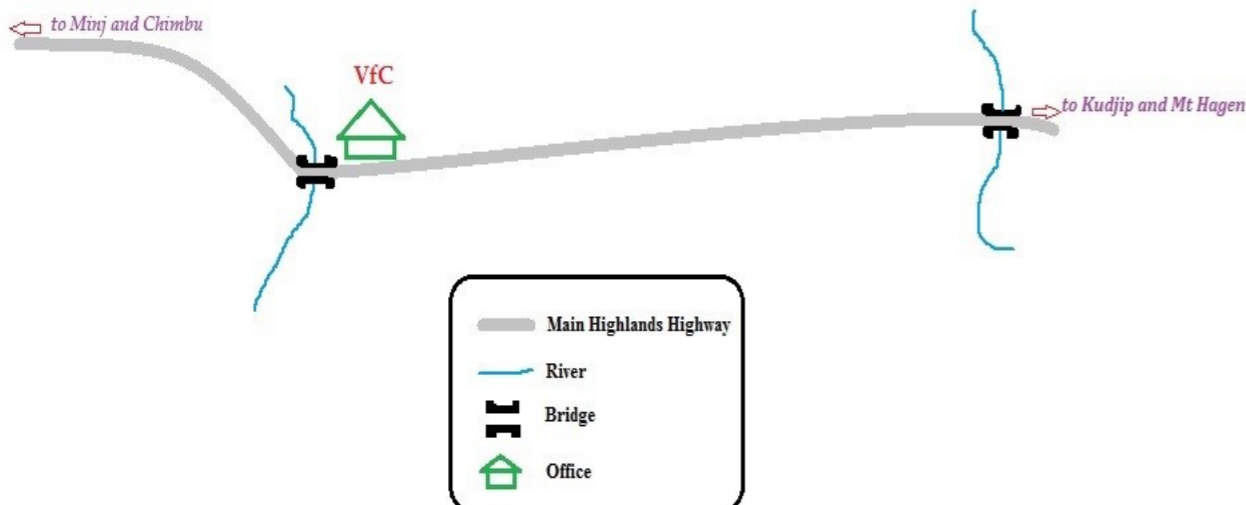 to Minj and Chimbu
VfC
to Kudjip and Mt Hagen
Main Highlands Highway
River
Bridge
Office